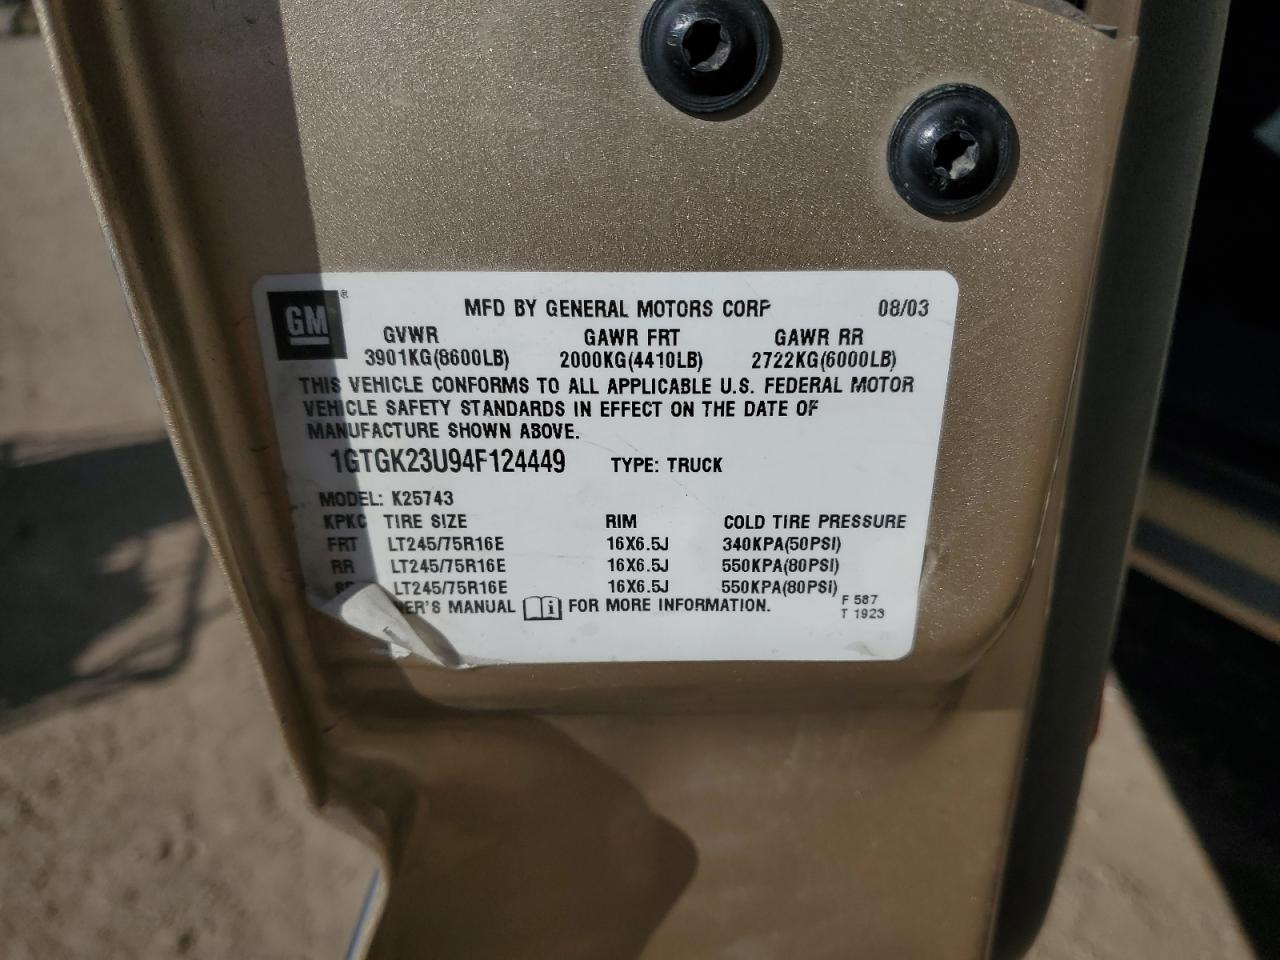 GM ®
MFD BY GENERAL MOTORS CORP 08/03
GVWR GAWR FRT GAWR RR
3901KG(8600LB) 2000KG(4410LB) 2722KG(6000LB)
THIS VEHICLE CONFORMS TO ALL APPLICABLE U.S. FEDERAL MOTOR
VEHICLE SAFETY STANDARDS IN EFFECT ON THE DATE OF
MANUFACTURE SHOWN ABOVE.
1GTGK23U94F124449 TYPE: TRUCK
MODEL: K25743
KPKC TIRE SIZE RIM COLD TIRE PRESSURE
FRT LT245/75R16E 16X6.5J 340KPA(50PSI)
RR LT245/75R16E 16X6.5J 550KPA(80PSI)
LT245/75R16E 16X6.5J 550KPA(80PSI)
ER'S MANUAL FOR MORE INFORMATION.
F 587
T 1923